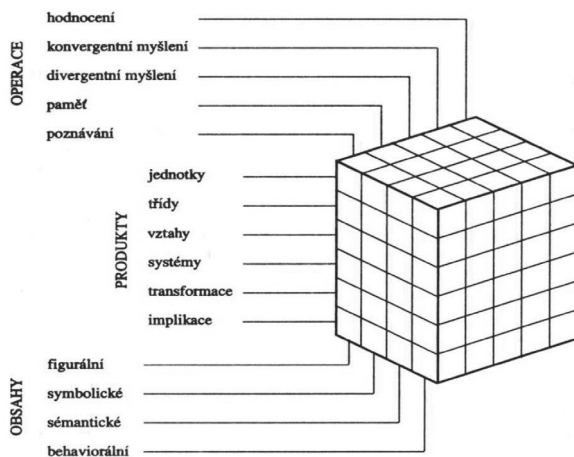 OPERACE
hodnocení
konvergentní myšlení
divergentní myšlení
paměť
poznávání
PRODUKTY
jednotky
třídy
vztahy
systémy
transformace
implikace
OBSAHY
figurální
symbolické
sémantické
behaviorální